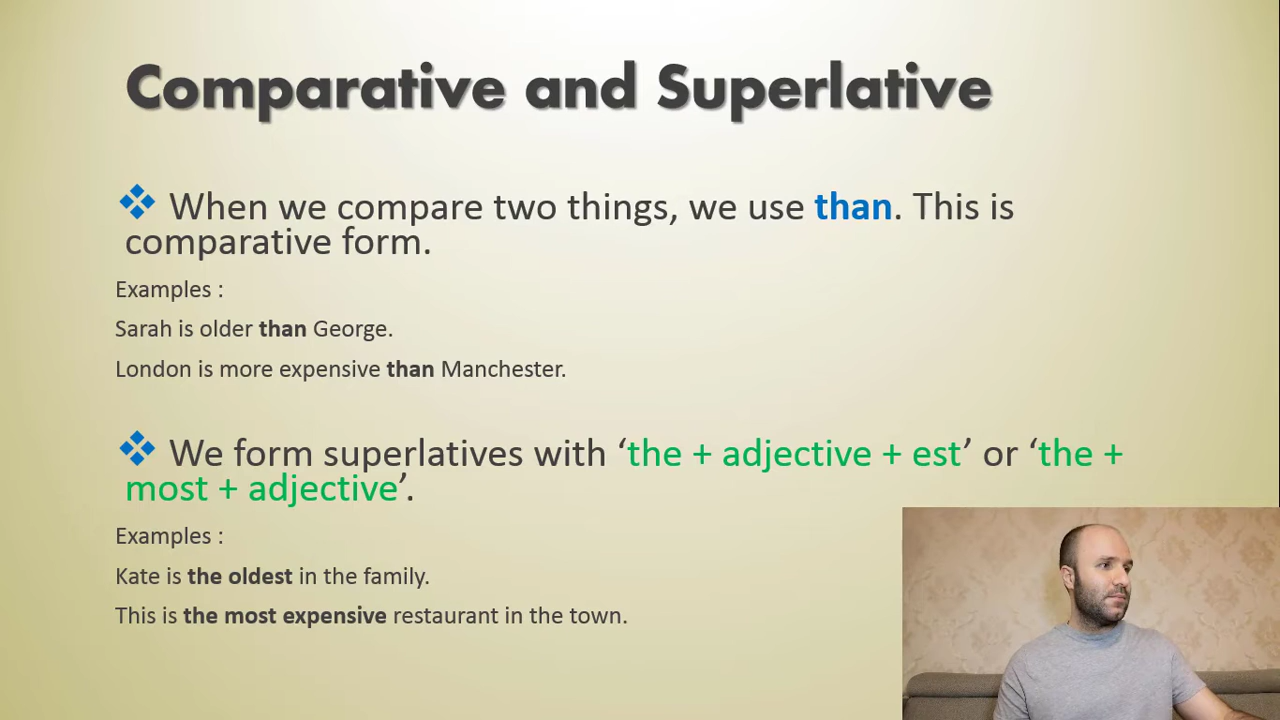 Comparative and Superlative
When we compare two things, we use than. This is
comparative form.
Examples :
Sarah is older than George.
London is more expensive than Manchester.
We form superlatives with ‘the + adjective + est’ or ‘the +
most + adjective’.
Examples :
Kate is the oldest in the family.
This is the most expensive restaurant in the town.